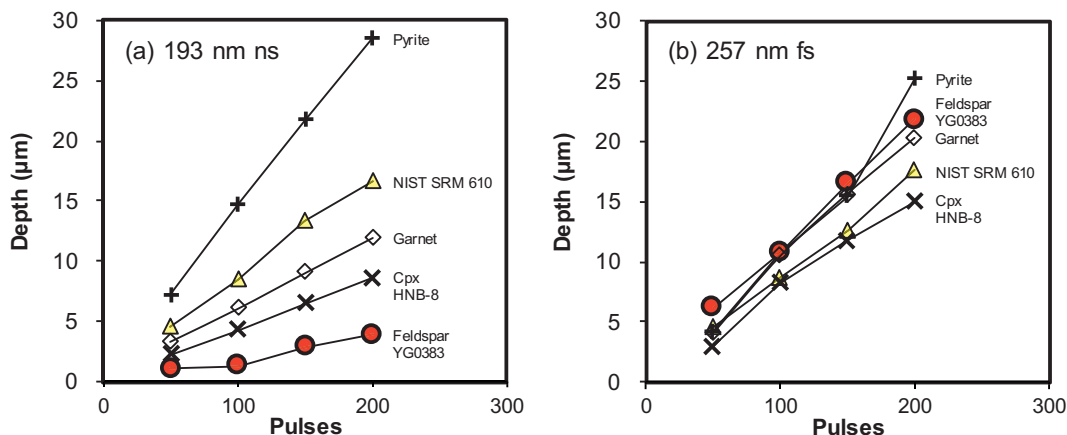 (a) 193 nm ns
Depth (µm)
30
25
20
15
10
5
0
Pyrite
NIST SRM 610
Garnet
Cpx
HNB-8
Feldspar
YG0383
0
100
200
300
Pulses
(b) 257 nm fs
Depth (µm)
30
25
20
15
10
5
0
Pyrite
Feldspar
YG0383
Garnet
NIST SRM 610
Cpx
HNB-8
0
100
200
300
Pulses